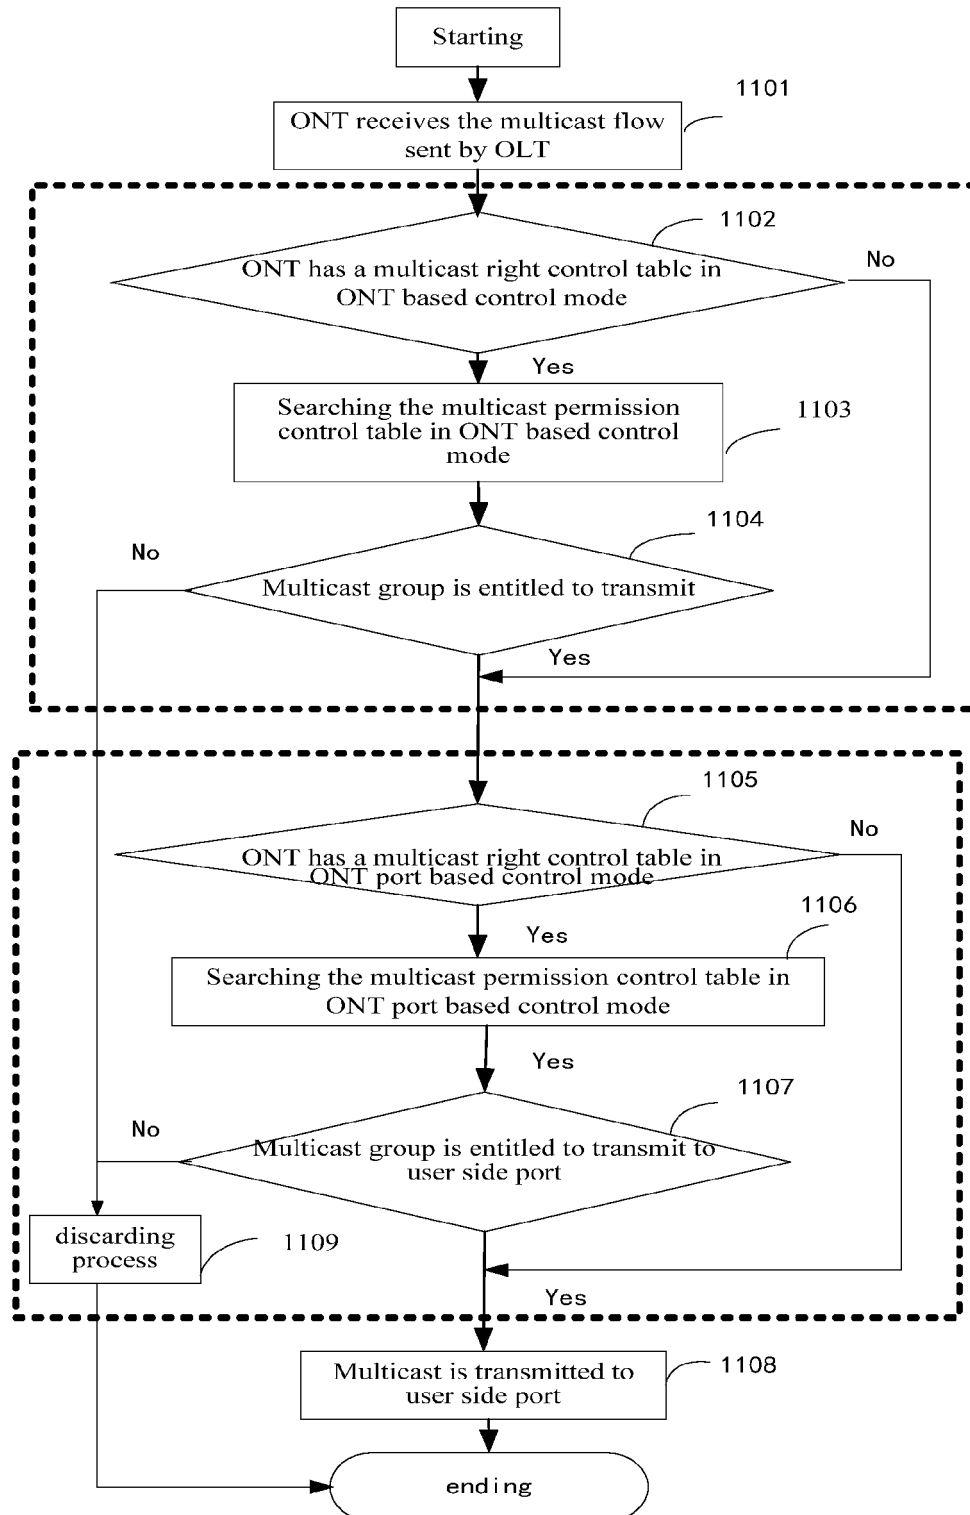 Starting
1101
ONT receives the multicast flow
sent by OLT
1102
No
ONT has a multicast right control table in
ONT based control mode
Yes
Searching the multicast permission
control table in ONT based control
mode
1103
1104
No
Multicast group is entitled to transmit
Yes
1105
No
ONT has a multicast right control table in
ONT port based control mode
1106
Yes
Searching the multicast permission control table in
ONT port based control mode
Yes
1107
No
Multicast group is entitled to transmit to
user side port
discarding
process
1109
Yes
Multicast is transmitted to
user side port
1108
ending